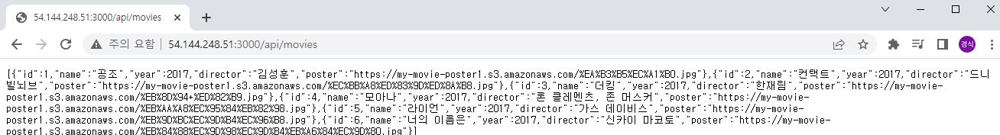 54.144.248.51:3000/api/movies
주의 요함 54.144.248.51:3000/api/movies
경식
[{"id":1,"name":"공조","year":2017,"director":"김성훈","poster":"https://my-movie-poster1.s3.amazonaws.com/%EA%B3%B5%EC%A1%B0.jpg"},{"id":2,"name":"컨택트","year":2017,"director":"드니
빌뇌브","poster":"https://my-movie-poster1.s3.amazonaws.com/%EC%BB%A8%ED%83%9D%ED%8A%B8.jpg"},{"id":3,"name":"더킹","year":2017,"director":"한재림","poster":"https://my-movie-
poster1.s3.amazonaws.com/%EB%8D%94+%ED%82%B9.jpg"},{"id":4,"name":"모아나","year":2017,"director":"론 클레멘츠, 존 머스커","poster":"https://my-movie-
poster1.s3.amazonaws.com/%EB%AA%A8%EC%95%84%EB%82%98.jpg"},{"id":5,"name":"라이언","year":2017,"director":"가스 데이비스","poster":"https://my-movie-
poster1.s3.amazonaws.com/%EB%9D%BC%EC%9D%B4%EC%96%B8.jpg"},{"id":6,"name":"너의 이름은","year":2017,"director":"신카이 마코토","poster":"https://my-movie-
poster1.s3.amazonaws.com/%EB%84%88%EC%9D%98%EC%9D%B4%EB%A6%84%EC%9D%80.jpg"}]